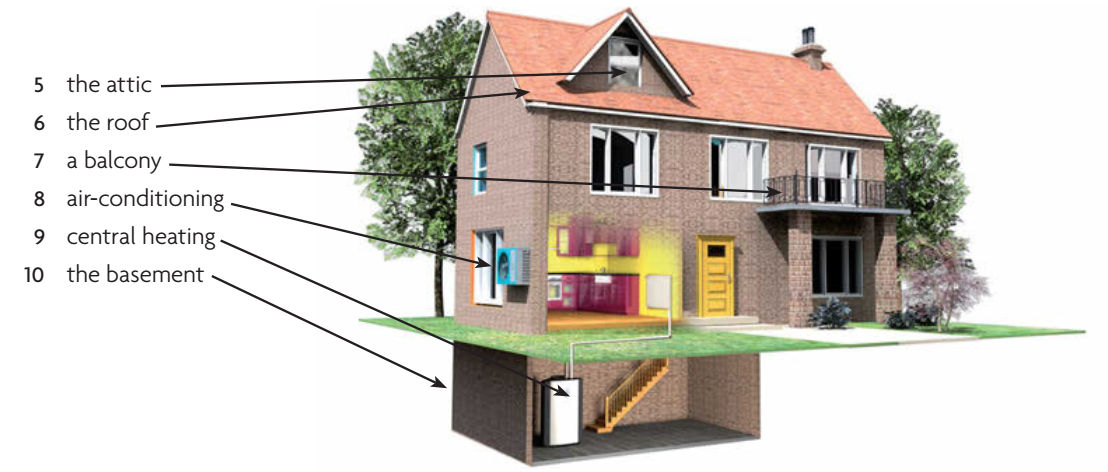 5 the attic
6 the roof
7 a balcony
8 air-conditioning
9 central heating
10 the basement